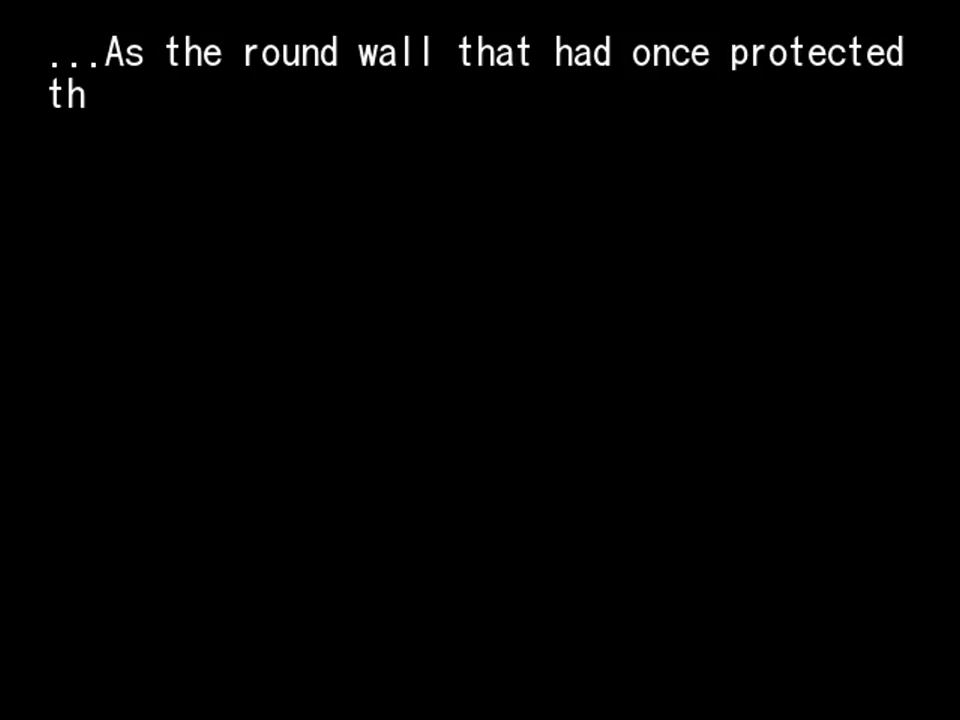 ...As the round wall that had once protected
th